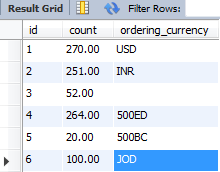 Result Grid Filter Rows:
id count ordering_currency
1 270.00 USD
2 251.00 INR
3 52.00
4 264.00 500ED
5 20.00 500BC
6 100.00 JOD